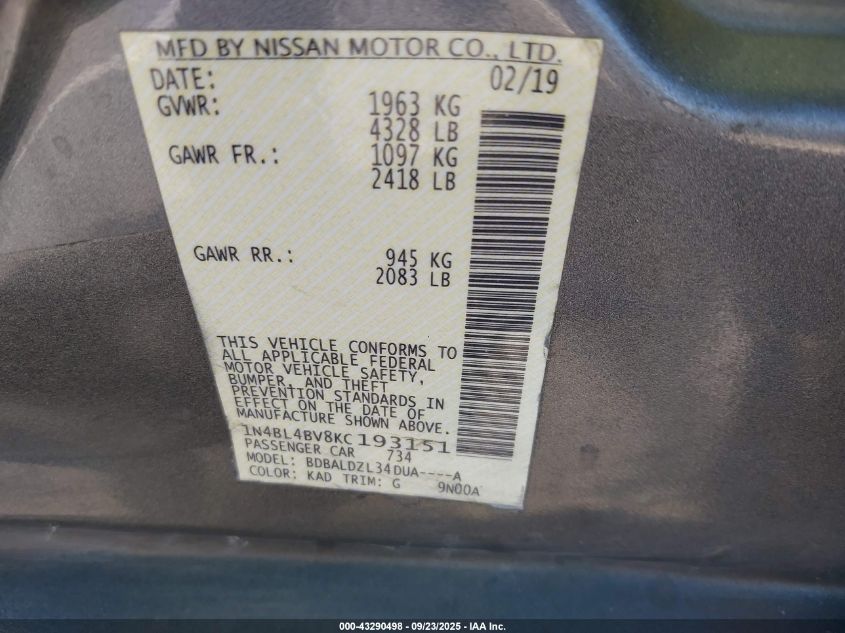 MFD BY NISSAN MOTOR CO., LTD.
DATE: 02/19
GVWR: 1963 KG
4328 LB
GAWR FR.: 1097 KG
2418 LB
GAWR RR.: 945 KG
2083 LB
THIS VEHICLE CONFORMS TO
ALL APPLICABLE FEDERAL
MOTOR VEHICLE SAFETY,
BUMPER, AND THEFT
PREVENTION STANDARDS IN
EFFECT ON THE DATE OF
MANUFACTURE SHOWN ABOVE.
1N4BL4BV8KC193151
PASSENGER CAR 734
MODEL: BDBALDZL34DUA----A
COLOR: KAD TRIM: G 9N00A
000-43290498 - 09/23/2025 - IAA Inc.